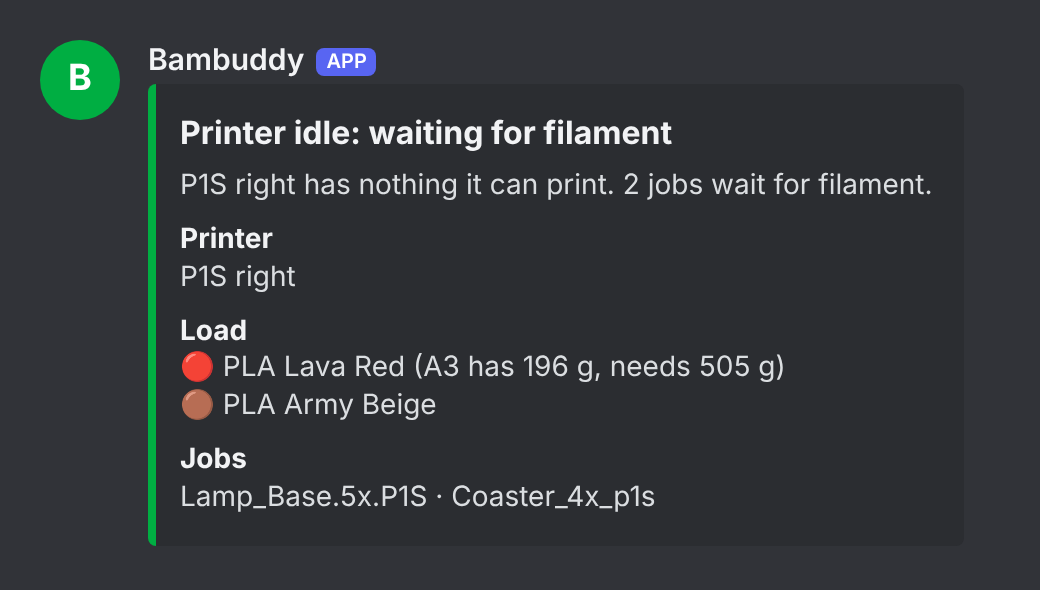 B
Bambuddy APP
Printer idle: waiting for filament
P1S right has nothing it can print. 2 jobs wait for filament.
Printer
P1S right
Load
🔴 PLA Lava Red (A3 has 196 g, needs 505 g)
🟤 PLA Army Beige
Jobs
Lamp_Base.5x.P1S · Coaster_4x_p1s